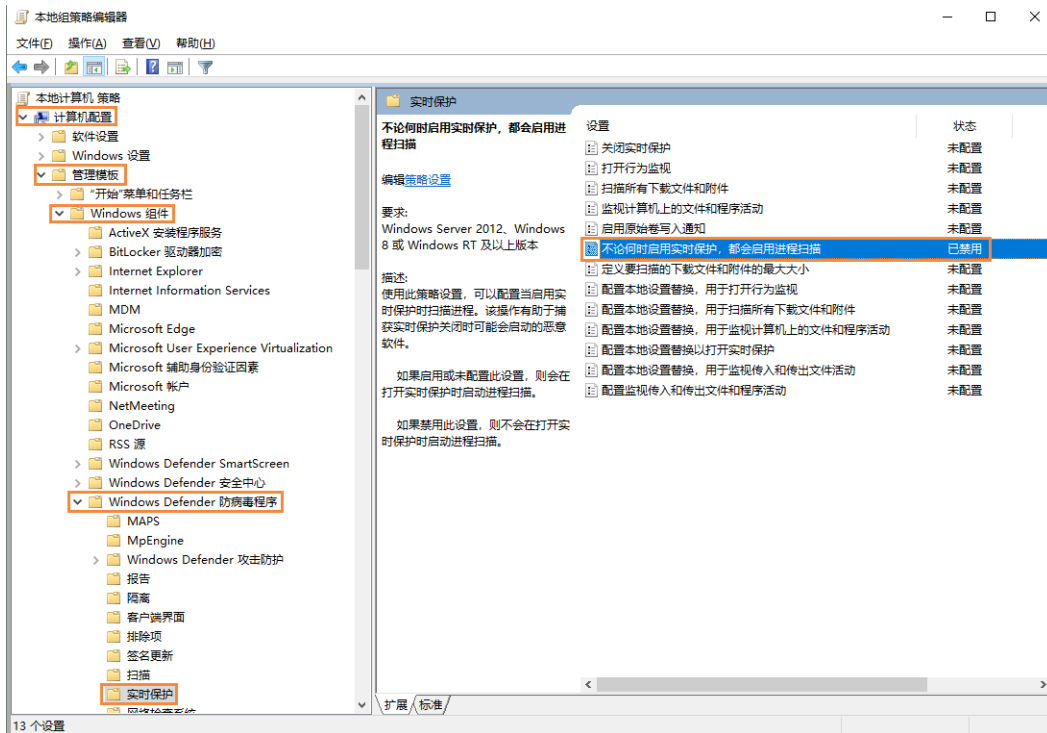 本地组策略编辑器
文件(F) 操作(A) 查看(V) 帮助(H)
本地计算机 策略
计算机配置
软件设置
Windows 设置
管理模板
"开始"菜单和任务栏
Windows 组件
ActiveX 安装程序服务
BitLocker 驱动器加密
Internet Explorer
Internet Information Services
MDM
Microsoft Edge
Microsoft User Experience Virtualization
Microsoft 辅助身份验证因素
Microsoft 帐户
NetMeeting
OneDrive
RSS 源
Windows Defender SmartScreen
Windows Defender 安全中心
Windows Defender 防病毒程序
MAPS
MpEngine
Windows Defender 攻击防护
报告
隔离
客户端界面
排除项
签名更新
扫描
实时保护
网络检查系统
实时保护
不论何时启用实时保护，都会启用进
程扫描
编辑策略设置
要求:
Windows Server 2012、Windows
8 或 Windows RT 及以上版本
描述:
使用此策略设置，可以配置当启用实
时保护时扫描进程。该操作有助于捕
获实时保护关闭时可能会启动的恶意
软件。
如果启用或未配置此设置，则会在
打开实时保护时启动进程扫描。
如果禁用此设置，则不会在打开实
时保护时启动进程扫描。
设置 状态
关闭实时保护 未配置
打开行为监视 未配置
扫描所有下载文件和附件 未配置
监视计算机上的文件和程序活动 未配置
启用原始卷写入通知 未配置
不论何时启用实时保护，都会启用进程扫描 已禁用
定义要扫描的下载文件和附件的最大大小 未配置
配置本地设置替换，用于打开行为监视 未配置
配置本地设置替换，用于扫描所有下载文件和附件 未配置
配置本地设置替换，用于监视计算机上的文件和程序活动 未配置
配置本地设置替换以打开实时保护 未配置
配置本地设置替换，用于监视传入和传出文件活动 未配置
配置监视传入和传出文件和程序活动 未配置
扩展 标准
13 个设置